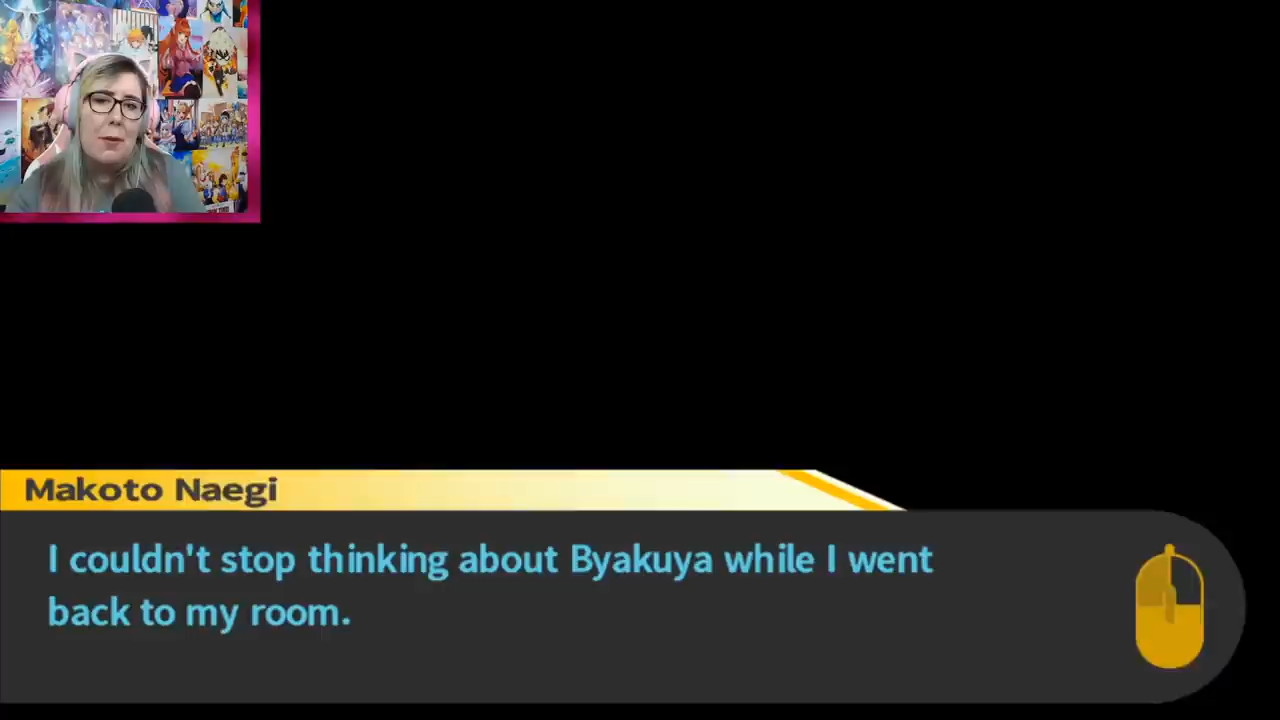 Makoto Naegi
I couldn't stop thinking about Byakuya while I went
back to my room.